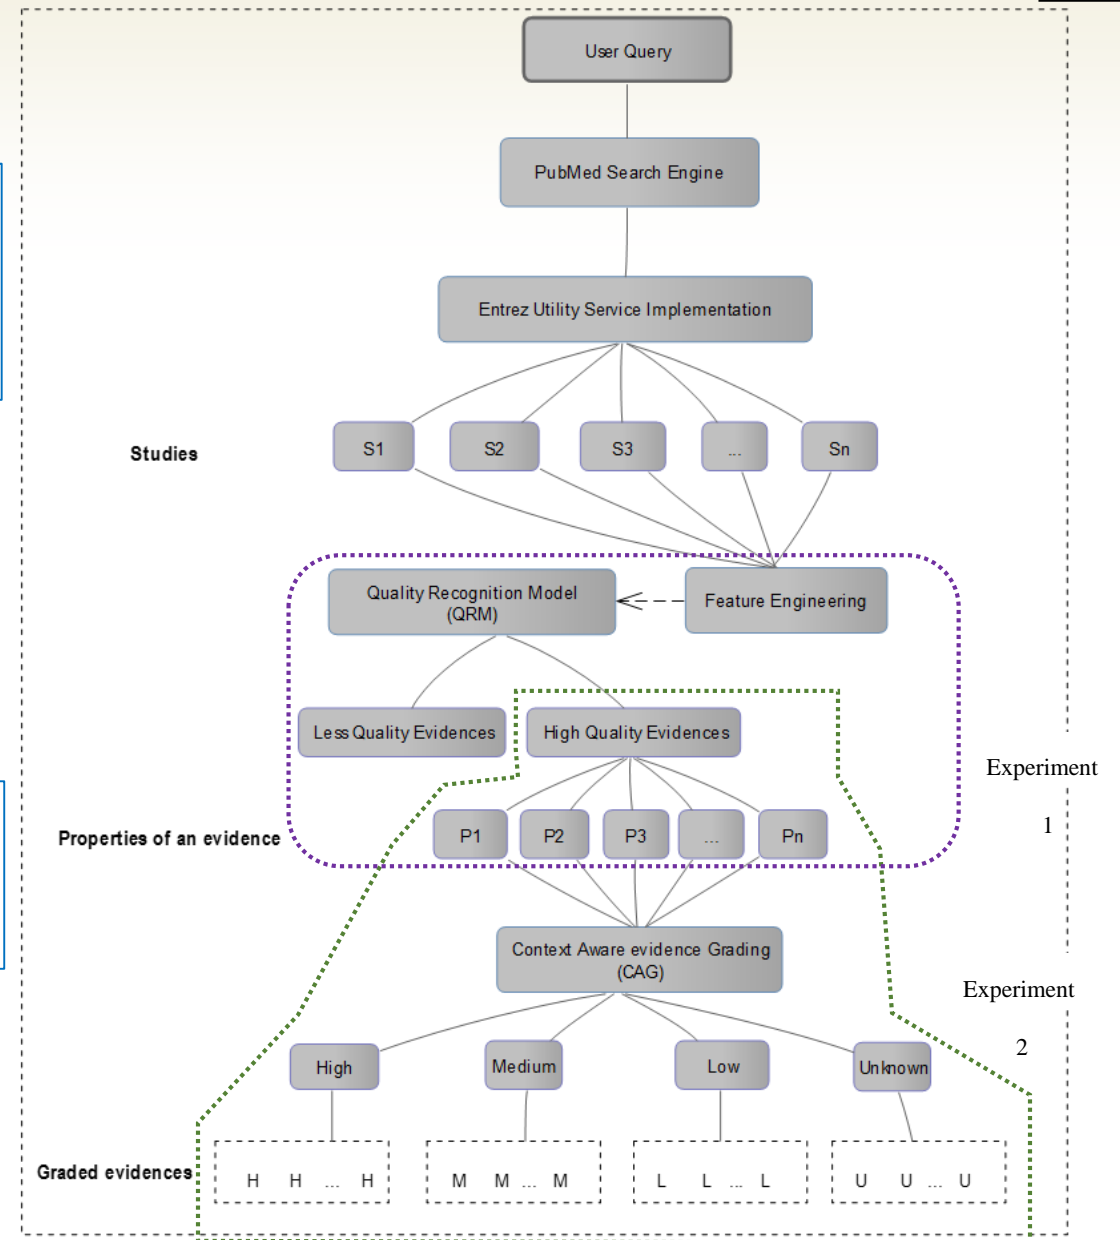 User Query
PubMed Search Engine
Entrez Utility Service Implementation
Studies
S1
S2
S3
...
Sn
Quality Recognition Model
(QRM)
Feature Engineering
Less Quality Evidences
High Quality Evidences
Experiment
1
Properties of an evidence
P1
P2
P3
...
Pn
Context Aware evidence Grading
(CAG)
Experiment
2
High
Medium
Low
Unknown
Graded evidences
H H ... H
M M ... M
L L ... L
U U ... U